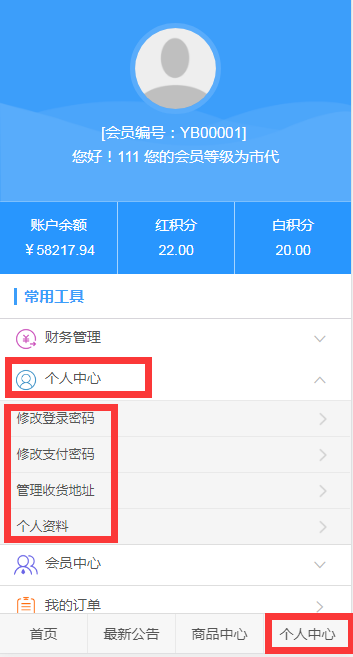 [会员编号：YB00001]
您好！111 您的会员等级为市代
账户余额 红积分 白积分
￥58217.94 22.00 20.00
常用工具
财务管理
个人中心
修改登录密码
修改支付密码
管理收货地址
个人资料
会员中心
我的订单
首页 最新公告 商品中心 个人中心